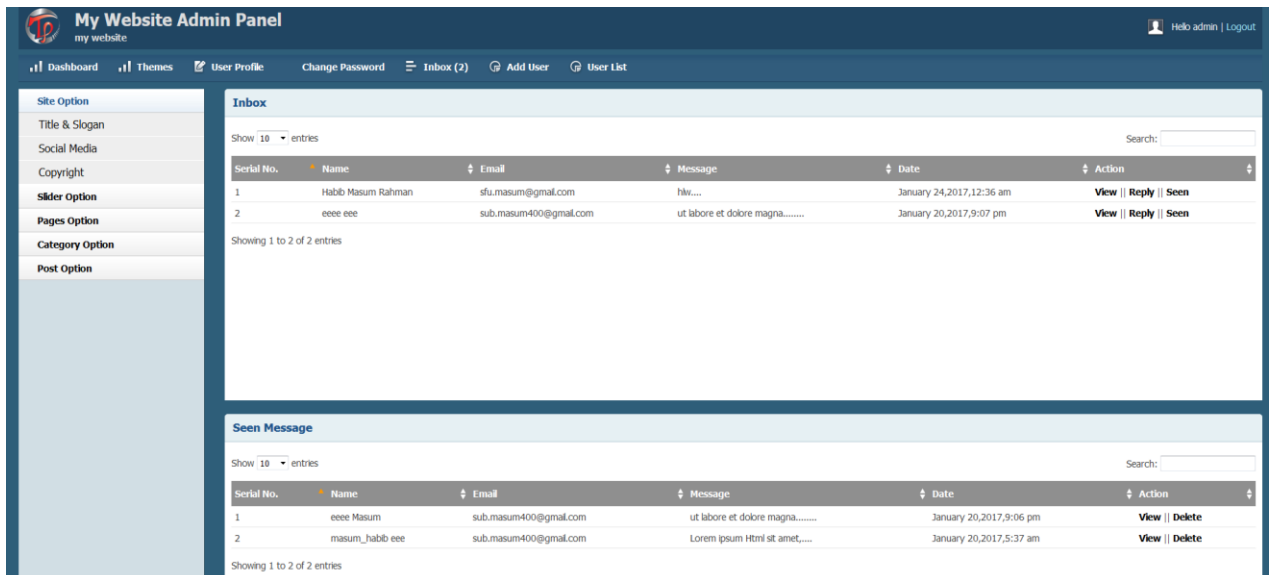 My Website Admin Panel
my website
Hello admin | Logout
Dashboard Themes User Profile Change Password Inbox (2) Add User User List
Site Option
Title & Slogan
Social Media
Copyright
Slider Option
Pages Option
Category Option
Post Option
Inbox
Show 10 entries Search:
Serial No. Name Email Message Date Action
1 Habib Masum Rahman sfu.masum@gmail.com hiw.... January 24,2017,12:36 am View || Reply || Seen
2 eeee eee sub.masum400@gmail.com ut labore et dolore magna........ January 20,2017,9:07 pm View || Reply || Seen
Showing 1 to 2 of 2 entries
Seen Message
Show 10 entries Search:
Serial No. Name Email Message Date Action
1 eeee Masum sub.masum400@gmail.com ut labore et dolore magna........ January 20,2017,9:06 pm View || Delete
2 masum_habib eee sub.masum400@gmail.com Lorem ipsum Html sit amet,.... January 20,2017,5:37 am View || Delete
Showing 1 to 2 of 2 entries